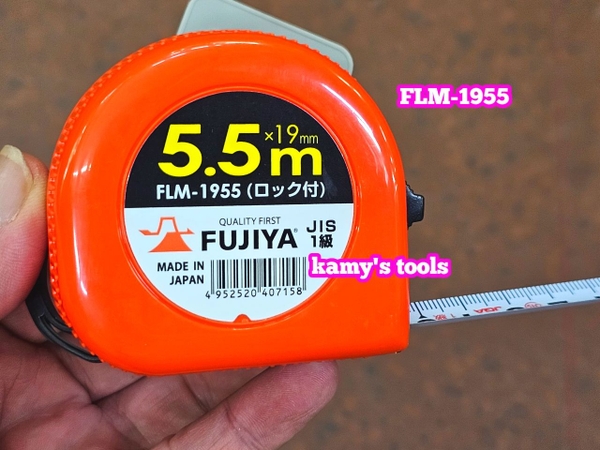 FLM-1955
5.5m ×19mm
FLM-1955 (ロック付)
QUALITY FIRST
FUJIYA® JIS
1級
kamy's tools
MADE IN
JAPAN
4 952520 407158